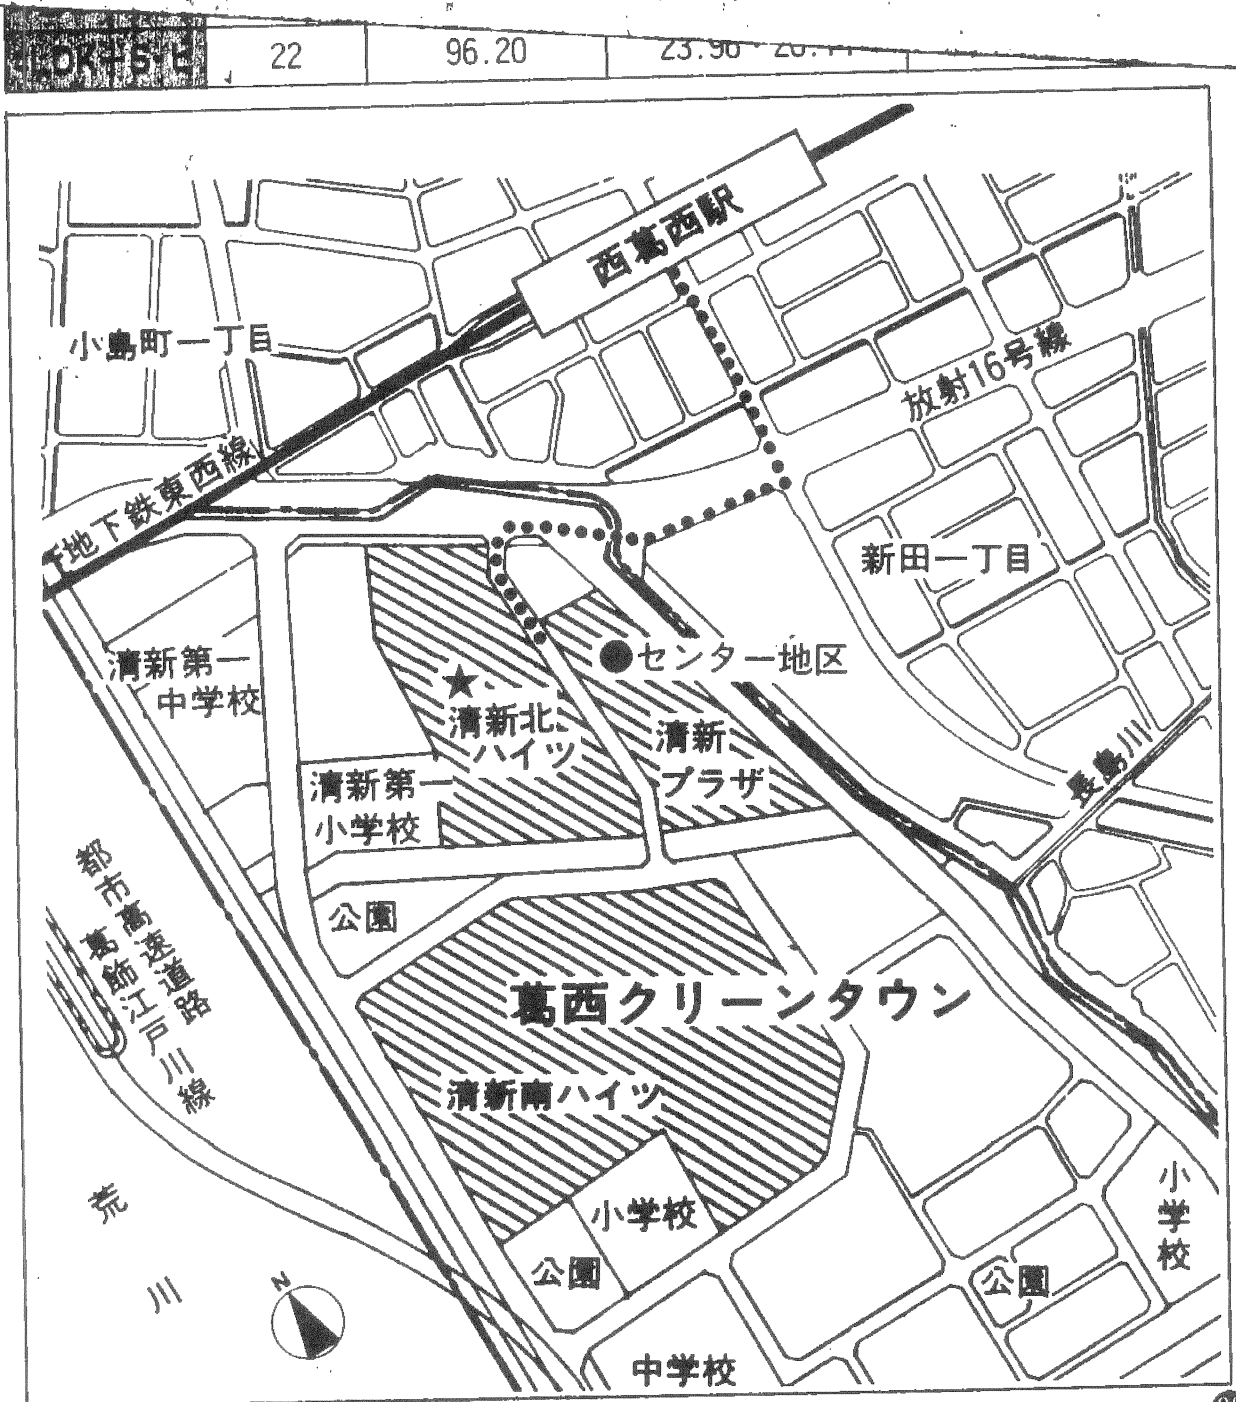 22
96.20
西葛西駅
小島町一丁目
放射16号線
地下鉄東西線
新田一丁目
清新第一
中学校
センター地区
★
清新北
ハイツ
清新
プラザ
長島川
清新第一
小学校
都市高速道路
葛飾江戸川線
公園
葛西クリーンタウン
清新南ハイツ
荒川
小学校
小学校
公園
公園
N
中学校